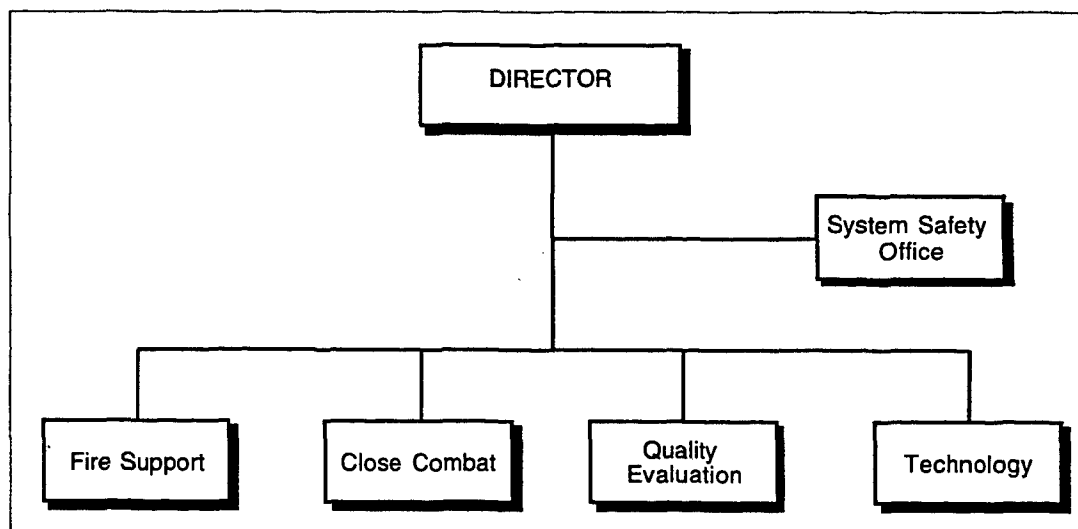 DIRECTOR
System Safety
Office
Fire Support
Close Combat
Quality
Evaluation
Technology